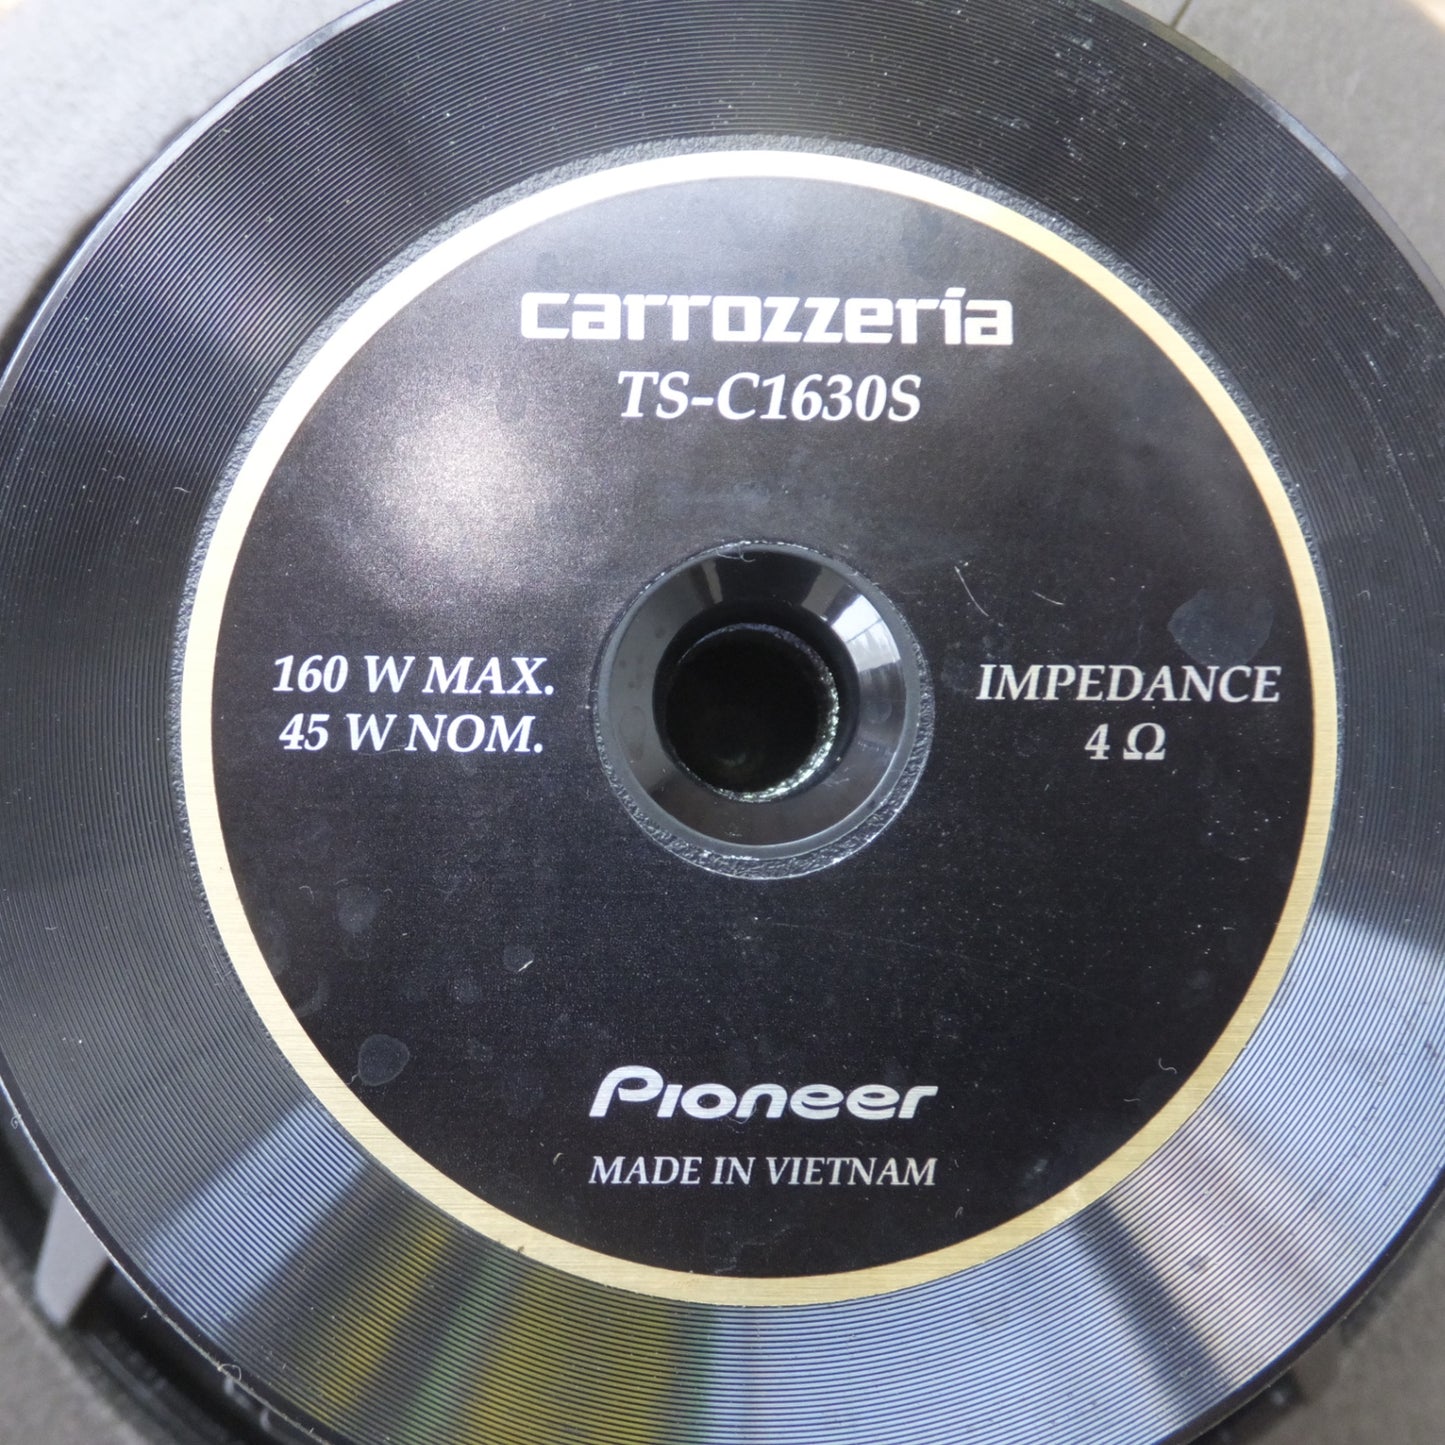 carrozzeria
TS-C1630S
160 W MAX.
45 W NOM.
IMPEDANCE
4 Ω
Pioneer
MADE IN VIETNAM